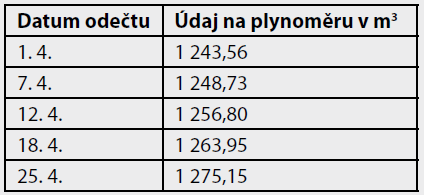 Datum odečtu Údaj na plynoměru v m³
1. 4. 1 243,56
7. 4. 1 248,73
12. 4. 1 256,80
18. 4. 1 263,95
25. 4. 1 275,15